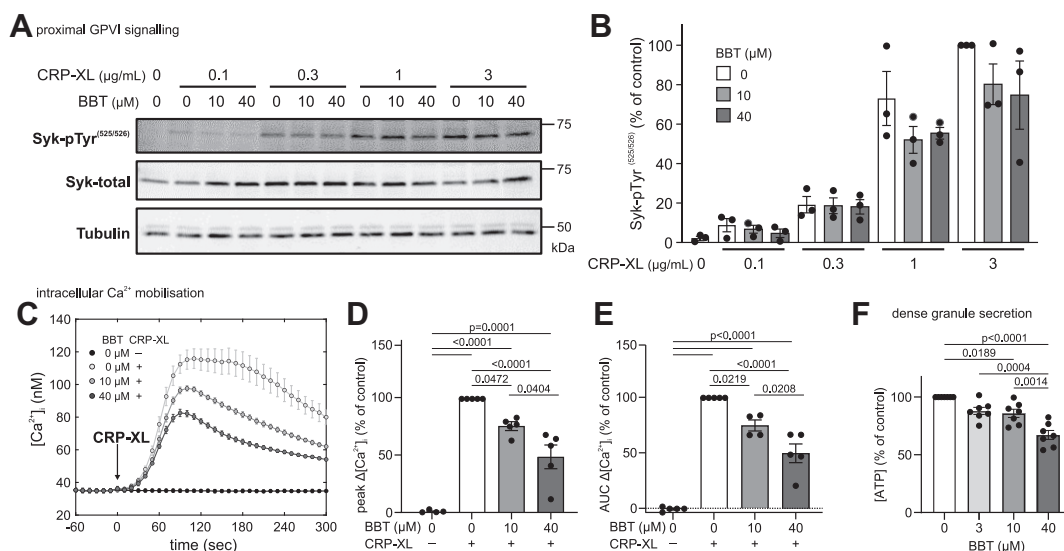 A proximal GPVI signalling
CRP-XL (µg/mL) 0 0.1 0.3 1 3
BBT (µM) 0 0 10 40 0 10 40 0 10 40 0 10 40
Syk-pTyr(525/526)
75
Syk-total
75
Tubulin
50
kDa
B
Syk-pTyr (525/526) (% of control)
100
80
60
40
20
0
BBT (µM)
0
10
40
CRP-XL (µg/mL) 0 0.1 0.3 1 3
intracellular Ca2+ mobilisation
C
[Ca2+]i (nM)
140
120
100
80
60
40
20
BBT CRP-XL
0 µM –
0 µM +
10 µM +
40 µM +
CRP-XL
-60 0 60 120 180 240 300
time (sec)
D
peak Δ[Ca2+]i (% of control)
150
100
50
0
p=0.0001
<0.0001
<0.0001
0.0472 0.0404
BBT (µM) 0 0 10 40
CRP-XL – + + +
E
AUC Δ[Ca2+]i (% of control)
150
100
50
0
p=0.0001
<0.0001
<0.0001
0.0219 0.0208
BBT (µM) 0 0 10 40
CRP-XL – + + +
F dense granule secretion
[ATP] (% of control)
150
100
50
0
p<0.0001
0.0189
0.0004
0.0014
0 3 10 40
BBT (µM)